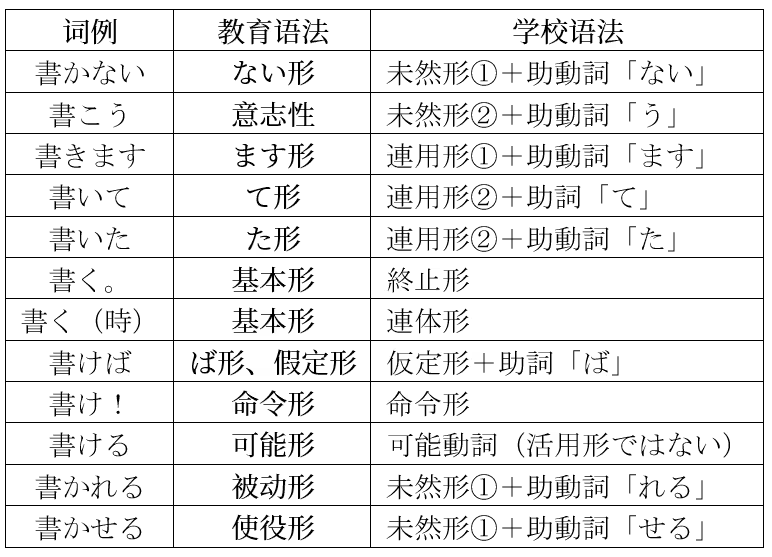 词例 教育语法 学校语法
書かない ない形 未然形①＋助動詞「ない」
書こう 意志性 未然形②＋助動詞「う」
書きます ます形 連用形①＋助動詞「ます」
書いて て形 連用形②＋助詞「て」
書いた た形 連用形②＋助動詞「た」
書く。 基本形 終止形
書く（時） 基本形 連体形
書けば ば形、假定形 仮定形＋助詞「ば」
書け！ 命令形 命令形
書ける 可能形 可能動詞（活用形ではない）
書かれる 被动形 未然形①＋助動詞「れる」
書かせる 使役形 未然形①＋助動詞「せる」